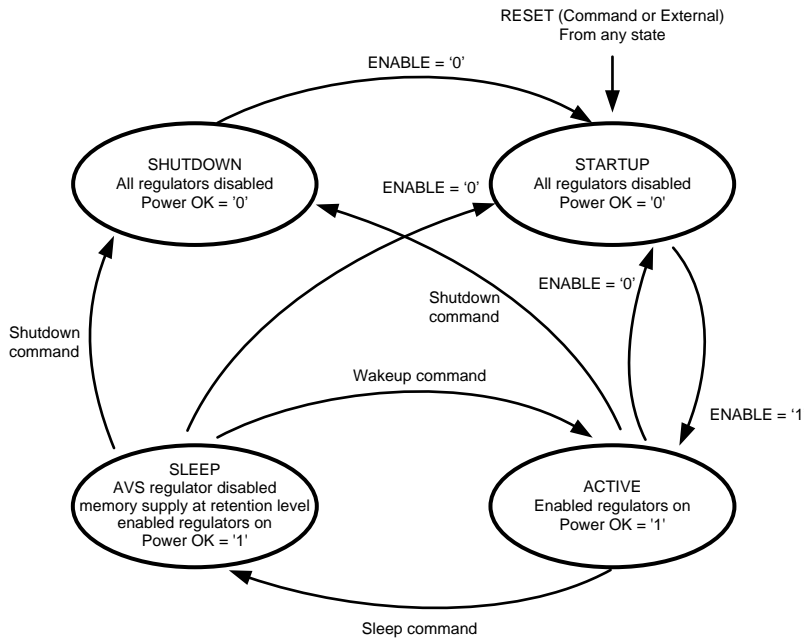 RESET (Command or External)
From any state
ENABLE = ‘0’
SHUTDOWN
All regulators disabled
Power OK = '0'
STARTUP
All regulators disabled
Power OK = '0'
ENABLE = ‘0’
Shutdown
command
ENABLE = ‘0’
Shutdown
command
Wakeup command
ENABLE = ‘1
SLEEP
AVS regulator disabled
memory supply at retention level
enabled regulators on
Power OK = '1'
ACTIVE
Enabled regulators on
Power OK = '1'
Sleep command